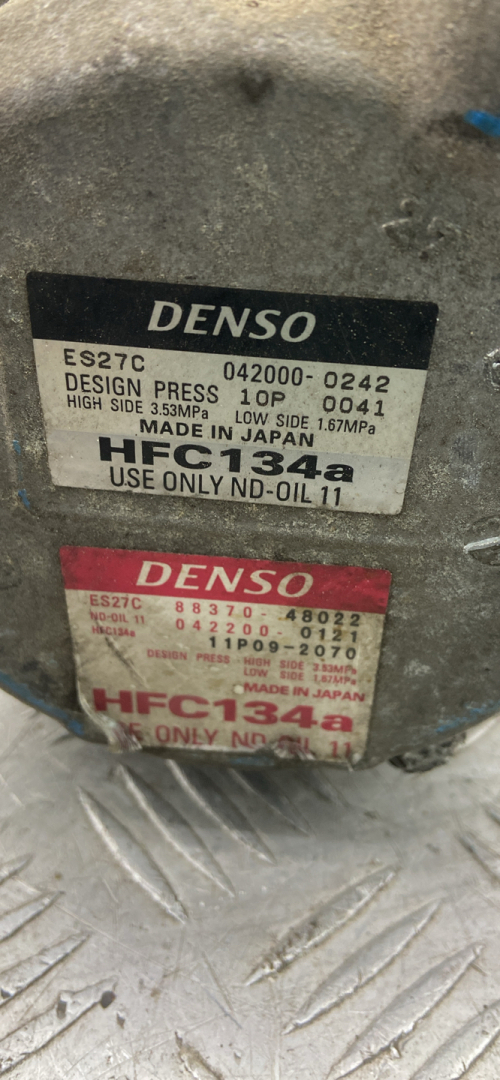 DENSO
ES27C 042000-0242
DESIGN PRESS 10P 0041
HIGH SIDE 3.53MPa LOW SIDE 1.67MPa
MADE IN JAPAN
HFC134a
USE ONLY ND-OIL 11
DENSO
ES27C 88370-48022
ND-OIL 11 042200-0121
HFC134a 11P09-2070
DESIGN PRESS HIGH SIDE 3.53MPa
LOW SIDE 1.67MPa
MADE IN JAPAN
HFC134a
ONLY ND-OIL 11